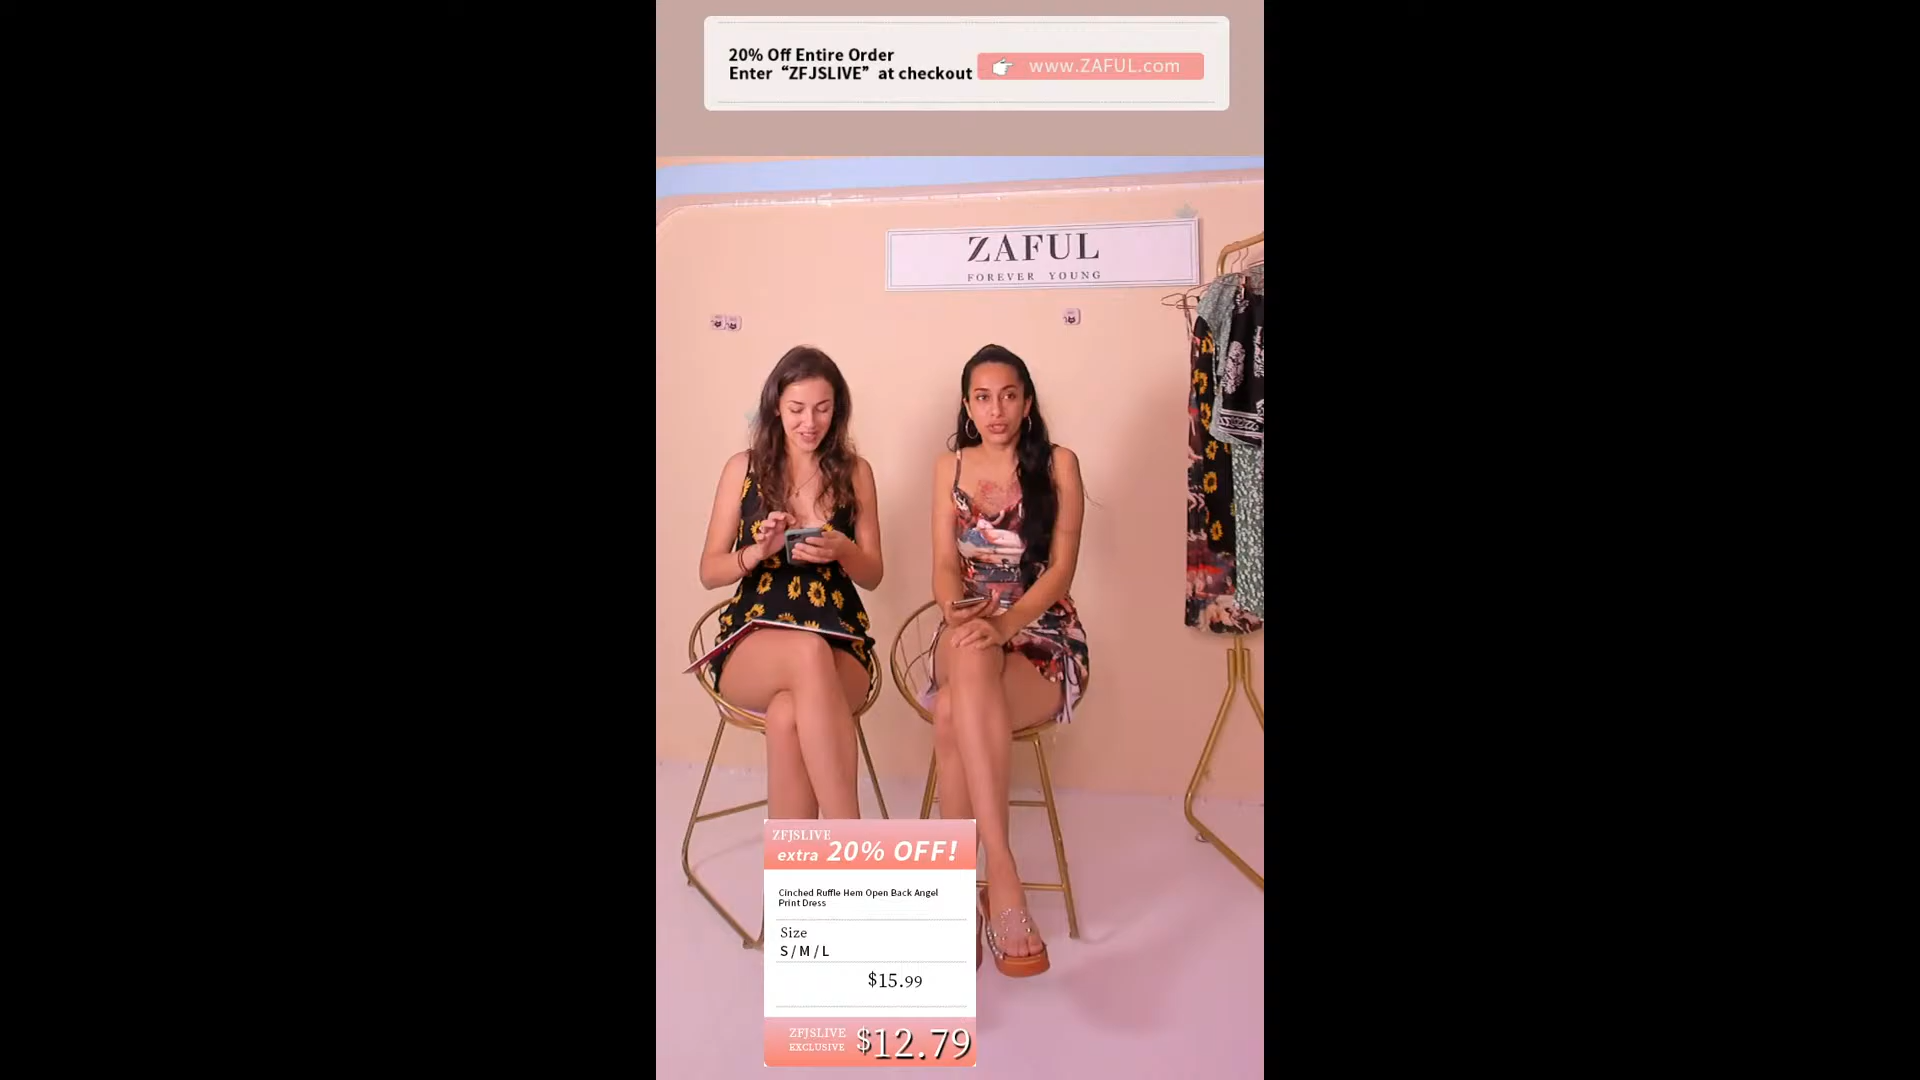 20% Off Entire Order
Enter “ZFJSLIVE” at checkout
www.ZAFUL.com
ZAFUL
FOREVER YOUNG
ZFJSLIVE
extra 20% OFF!
Cinched Ruffle Hem Open Back Angel
Print Dress
Size
S / M / L
$15.99
ZFJSLIVE
EXCLUSIVE
$12.79